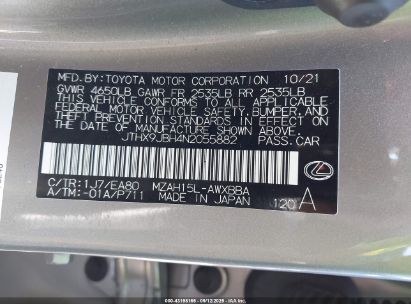 MFD.BY:TOYOTA MOTOR CORPORATION 10/21
GVWR 4650LB GAWR FR 2535LB RR 2535LB
THIS VEHICLE CONFORMS TO ALL APPLICABLE
FEDERAL MOTOR VEHICLE SAFETY, BUMPER, AND
THEFT PREVENTION STANDARDS IN EFFECT ON THE
DATE OF MANUFACTURE SHOWN ABOVE.
JTHX9JBH4N2055882 PASS.CAR
C/TR:1J7/EA80 MZAH15L-AWXBBA
A/TM:-01A/P711 MADE IN JAPAN 120 A